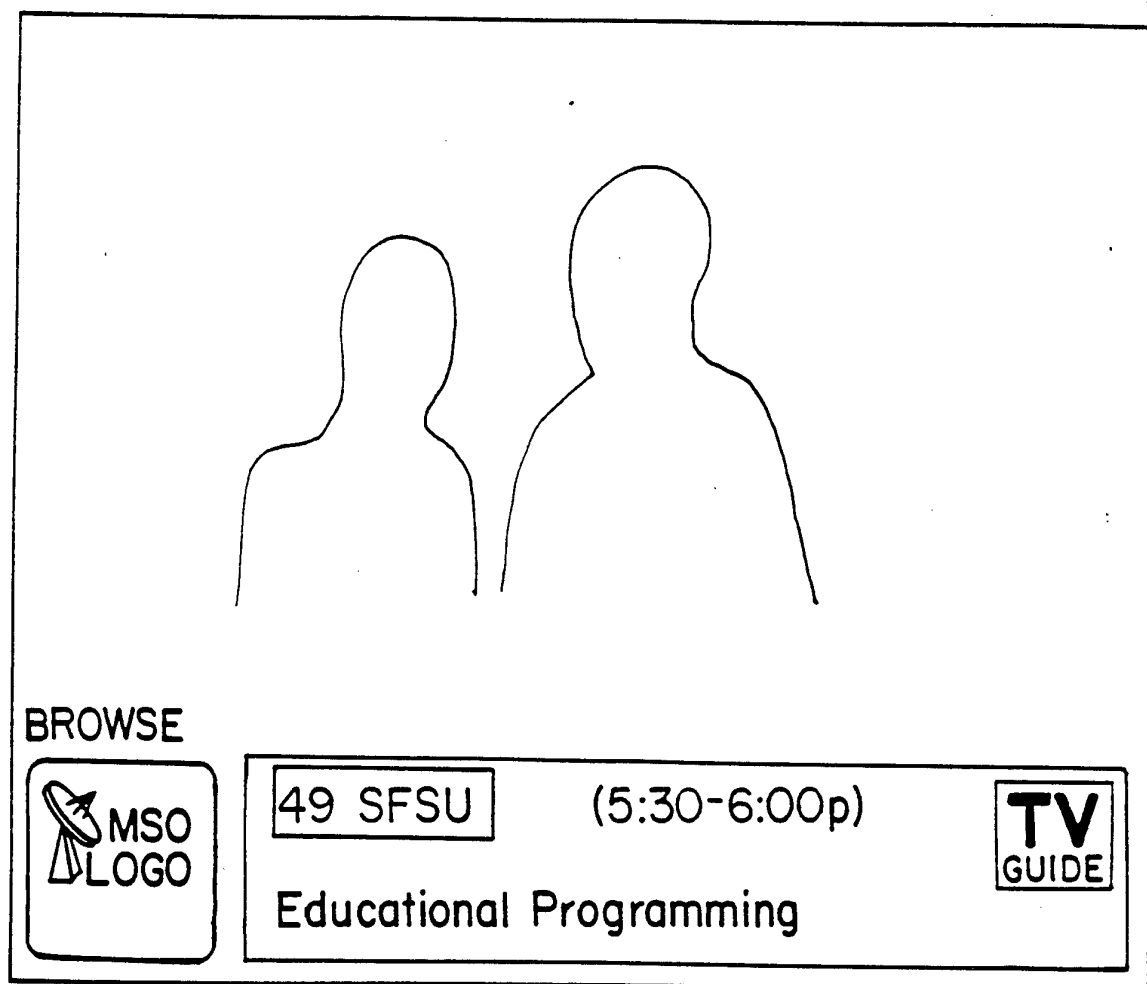 BROWSE
MSO
LOGO
49 SFSU (5:30-6:00p)
Educational Programming
TV
GUIDE